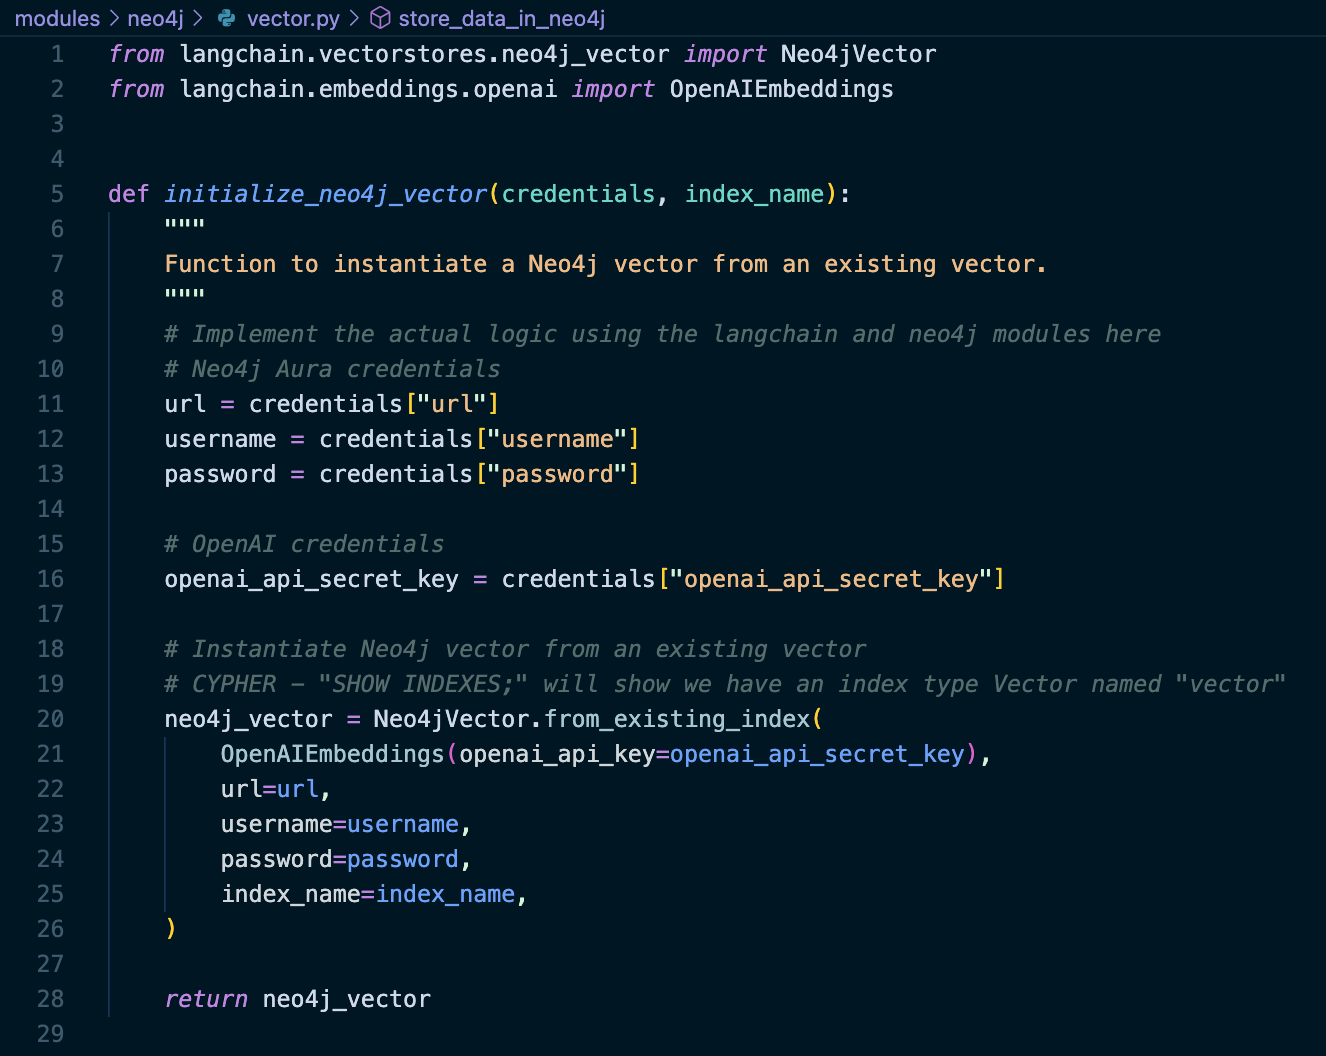 modules > neo4j > vector.py > store_data_in_neo4j
1 from langchain.vectorstores.neo4j_vector import Neo4jVector
2 from langchain.embeddings.openai import OpenAIEmbeddings
3
4
5 def initialize_neo4j_vector(credentials, index_name):
6     """
7     Function to instantiate a Neo4j vector from an existing vector.
8     """
9     # Implement the actual logic using the langchain and neo4j modules here
10     # Neo4j Aura credentials
11     url = credentials["url"]
12     username = credentials["username"]
13     password = credentials["password"]
14
15     # OpenAI credentials
16     openai_api_secret_key = credentials["openai_api_secret_key"]
17
18     # Instantiate Neo4j vector from an existing vector
19     # CYPHER – "SHOW INDEXES;" will show we have an index type Vector named "vector"
20     neo4j_vector = Neo4jVector.from_existing_index(
21         OpenAIEmbeddings(openai_api_key=openai_api_secret_key),
22         url=url,
23         username=username,
24         password=password,
25         index_name=index_name,
26     )
27
28     return neo4j_vector
29